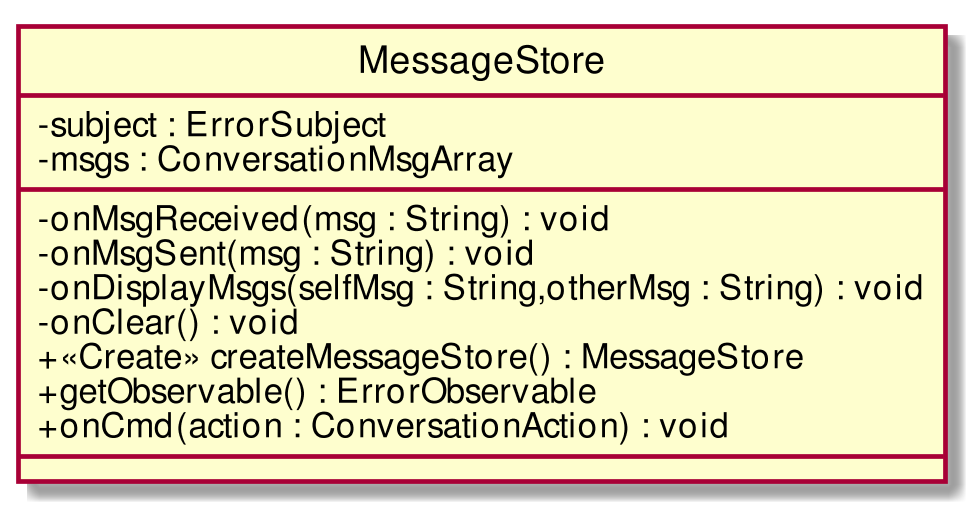 MessageStore
-subject : ErrorSubject
-msgs : ConversationMsgArray
-onMsgReceived(msg : String) : void
-onMsgSent(msg : String) : void
-onDisplayMsgs(selfMsg : String,otherMsg : String) : void
-onClear() : void
+«Create» createMessageStore() : MessageStore
+getObservable() : ErrorObservable
+onCmd(action : ConversationAction) : void